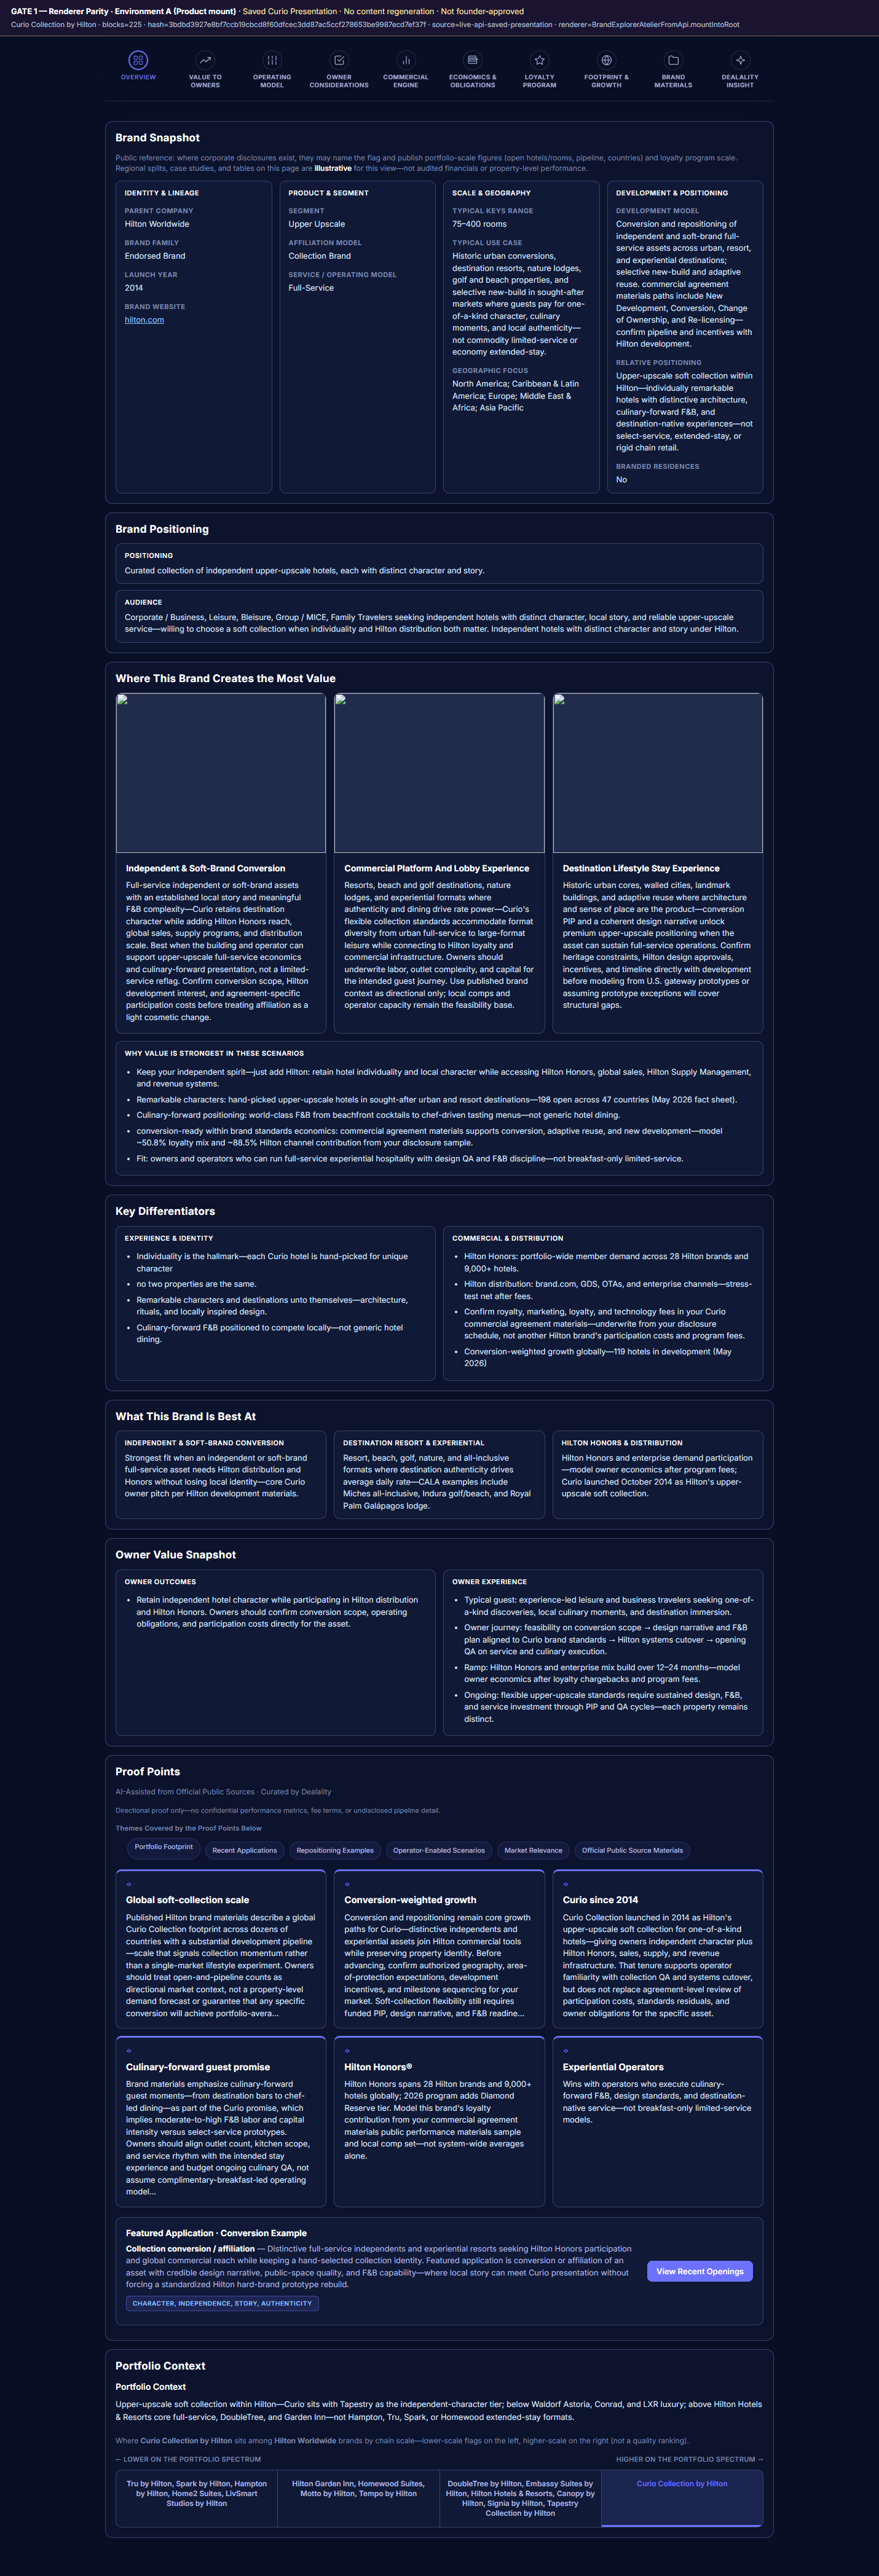 GATE 1 — Renderer Parity · Environment A (Product mount) · Saved Curio Presentation · No content regeneration · Not founder-approved
Curio Collection by Hilton · blocks=225 · hash=3bdbd3927e8bf7ccb19cbcd8f60dfcec3dd87ac5ccf278653be9987ecd7ef37f · source=live-api-saved-presentation · renderer=BrandExplorerAtelierFromApi.mountIntoRoot
OVERVIEW
VALUE TO OWNERS
OPERATING MODEL
OWNER CONSIDERATIONS
COMMERCIAL ENGINE
ECONOMICS & OBLIGATIONS
LOYALTY PROGRAM
FOOTPRINT & GROWTH
BRAND MATERIALS
DEALALITY INSIGHT
Brand Snapshot
Public reference: where corporate disclosures exist, they may name the flag and publish portfolio-scale figures (open hotels/rooms, pipeline, countries) and loyalty program scale.
Regional splits, case studies, and tables on this page are illustrative for this view—not audited financials or property-level performance.
IDENTITY & LINEAGE
PARENT COMPANY
Hilton Worldwide
BRAND FAMILY
Endorsed Brand
LAUNCH YEAR
2014
BRAND WEBSITE
hilton.com
PRODUCT & SEGMENT
SEGMENT
Upper Upscale
AFFILIATION MODEL
Collection Brand
SERVICE / OPERATING MODEL
Full-Service
SCALE & GEOGRAPHY
TYPICAL KEYS RANGE
75–400 rooms
TYPICAL USE CASE
Historic urban conversions,
destination resorts, nature lodges,
golf and beach properties, and
selective new-build in sought-after
markets where guests pay for one-
of-a-kind character, culinary
moments, and local authenticity—
not commodity limited-service or
economy extended-stay.
GEOGRAPHIC FOCUS
North America; Caribbean & Latin
America; Europe; Middle East &
Africa; Asia Pacific
DEVELOPMENT & POSITIONING
DEVELOPMENT MODEL
Conversion and repositioning of
independent and soft-brand full-
service assets across urban, resort,
and experiential destinations;
selective new-build and adaptive
reuse. commercial agreement
materials paths include New
Development, Conversion, Change
of Ownership, and Re-licensing—
confirm pipeline and incentives with
Hilton development.
RELATIVE POSITIONING
Upper-upscale soft collection within
Hilton—individually remarkable
hotels with distinctive architecture,
culinary-forward F&B, and
destination-native experiences—not
select-service, extended-stay, or
rigid chain retail.
BRANDED RESIDENCES
No
Brand Positioning
POSITIONING
Curated collection of independent upper-upscale hotels, each with distinct character and story.
AUDIENCE
Corporate / Business, Leisure, Bleisure, Group / MICE, Family Travelers seeking independent hotels with distinct character, local story, and reliable upper-upscale
service—willing to choose a soft collection when individuality and Hilton distribution both matter. Independent hotels with distinct character and story under Hilton.
Where This Brand Creates the Most Value
Independent & Soft-Brand Conversion
Full-service independent or soft-brand assets
with an established local story and meaningful
F&B complexity—Curio retains destination
character while adding Hilton Honors reach,
global sales, supply programs, and distribution
scale. Best when the building and operator can
support upper-upscale full-service economics
and culinary-forward presentation, not a limited-
service reflag. Confirm conversion scope, Hilton
development interest, and agreement-specific
participation costs before treating affiliation as a
light cosmetic change.
Commercial Platform And Lobby Experience
Resorts, beach and golf destinations, nature
lodges, and experiential formats where
authenticity and dining drive rate power—Curio's
flexible collection standards accommodate format
diversity from urban full-service to large-format
leisure while connecting to Hilton loyalty and
commercial infrastructure. Owners should
underwrite labor, outlet complexity, and capital for
the intended guest journey. Use published brand
context as directional only; local comps and
operator capacity remain the feasibility base.
Destination Lifestyle Stay Experience
Historic urban cores, walled cities, landmark
buildings, and adaptive reuse where architecture
and sense of place are the product—conversion
PIP and a coherent design narrative unlock
premium upper-upscale positioning when the
asset can sustain full-service operations. Confirm
heritage constraints, Hilton design approvals,
incentives, and timeline directly with development
before modeling from U.S. gateway prototypes or
assuming prototype exceptions will cover
structural gaps.
WHY VALUE IS STRONGEST IN THESE SCENARIOS
• Keep your independent spirit—just add Hilton: retain hotel individuality and local character while accessing Hilton Honors, global sales, Hilton Supply Management,
and revenue systems.
• Remarkable characters: hand-picked upper-upscale hotels in sought-after urban and resort destinations—198 open across 47 countries (May 2026 fact sheet).
• Culinary-forward positioning: world-class F&B from beachfront cocktails to chef-driven tasting menus—not generic hotel dining.
• conversion-ready within brand standards economics: commercial agreement materials supports conversion, adaptive reuse, and new development—model
~50.8% loyalty mix and ~88.5% Hilton channel contribution from your disclosure sample.
• Fit: owners and operators who can run full-service experiential hospitality with design QA and F&B discipline—not breakfast-only limited-service.
Key Differentiators
EXPERIENCE & IDENTITY
• Individuality is the hallmark—each Curio hotel is hand-picked for unique
character
• no two properties are the same.
• Remarkable characters and destinations unto themselves—architecture,
rituals, and locally inspired design.
• Culinary-forward F&B positioned to compete locally—not generic hotel
dining.
COMMERCIAL & DISTRIBUTION
• Hilton Honors: portfolio-wide member demand across 28 Hilton brands and
9,000+ hotels.
• Hilton distribution: brand.com, GDS, OTAs, and enterprise channels—stress-
test net after fees.
• Confirm royalty, marketing, loyalty, and technology fees in your Curio
commercial agreement materials—underwrite from your disclosure
schedule, not another Hilton brand's participation costs and program fees.
• Conversion-weighted growth globally—119 hotels in development (May
2026)
What This Brand Is Best At
INDEPENDENT & SOFT-BRAND CONVERSION
Strongest fit when an independent or soft-brand
full-service asset needs Hilton distribution and
Honors without losing local identity—core Curio
owner pitch per Hilton development materials.
DESTINATION RESORT & EXPERIENTIAL
Resort, beach, golf, nature, and all-inclusive
formats where destination authenticity drives
average daily rate—CALA examples include
Miches all-inclusive, Indura golf/beach, and Royal
Palm Galápagos lodge.
HILTON HONORS & DISTRIBUTION
Hilton Honors and enterprise demand participation
—model owner economics after program fees;
Curio launched October 2014 as Hilton's upper-
upscale soft collection.
Owner Value Snapshot
OWNER OUTCOMES
• Retain independent hotel character while participating in Hilton distribution
and Hilton Honors. Owners should confirm conversion scope, operating
obligations, and participation costs directly for the asset.
OWNER EXPERIENCE
• Typical guest: experience-led leisure and business travelers seeking one-of-
a-kind discoveries, local culinary moments, and destination immersion.
• Owner journey: feasibility on conversion scope → design narrative and F&B
plan aligned to Curio brand standards → Hilton systems cutover → opening
QA on service and culinary execution.
• Ramp: Hilton Honors and enterprise mix build over 12–24 months—model
owner economics after loyalty chargebacks and program fees.
• Ongoing: flexible upper-upscale standards require sustained design, F&B,
and service investment through PIP and QA cycles—each property remains
distinct.
Proof Points
AI-Assisted from Official Public Sources · Curated by Dealality
Directional proof only—no confidential performance metrics, fee terms, or undisclosed pipeline detail.
Themes Covered by the Proof Points Below
Portfolio Footprint
Recent Applications
Repositioning Examples
Operator-Enabled Scenarios
Market Relevance
Official Public Source Materials
Global soft-collection scale
Published Hilton brand materials describe a global
Curio Collection footprint across dozens of
countries with a substantial development pipeline
—scale that signals collection momentum rather
than a single-market lifestyle experiment. Owners
should treat open-and-pipeline counts as
directional market context, not a property-level
demand forecast or guarantee that any specific
conversion will achieve portfolio-avera...
Conversion-weighted growth
Conversion and repositioning remain core growth
paths for Curio—distinctive independents and
experiential assets join Hilton commercial tools
while preserving property identity. Before
advancing, confirm authorized geography, area-
of-protection expectations, development
incentives, and milestone sequencing for your
market. Soft-collection flexibility still requires
funded PIP, design narrative, and F&B readine...
Curio since 2014
Curio Collection launched in 2014 as Hilton's
upper-upscale soft collection for one-of-a-kind
hotels—giving owners independent character plus
Hilton Honors, sales, supply, and revenue
infrastructure. That tenure supports operator
familiarity with collection QA and systems cutover,
but does not replace agreement-level review of
participation costs, standards residuals, and
owner obligations for the specific asset.
Culinary-forward guest promise
Brand materials emphasize culinary-forward
guest moments—from destination bars to chef-
led dining—as part of the Curio promise, which
implies moderate-to-high F&B labor and capital
intensity versus select-service prototypes.
Owners should align outlet count, kitchen scope,
and service rhythm with the intended stay
experience and budget ongoing culinary QA, not
assume complimentary-breakfast-led operating
model...
Hilton Honors®
Hilton Honors spans 28 Hilton brands and 9,000+
hotels globally; 2026 program adds Diamond
Reserve tier. Model this brand's loyalty
contribution from your commercial agreement
materials public performance materials sample
and local comp set—not system-wide averages
alone.
Experiential Operators
Wins with operators who execute culinary-
forward F&B, design standards, and destination-
native service—not breakfast-only limited-service
models.
Featured Application · Conversion Example
Collection conversion / affiliation — Distinctive full-service independents and experiential resorts seeking Hilton Honors participation
and global commercial reach while keeping a hand-selected collection identity. Featured application is conversion or affiliation of an
asset with credible design narrative, public-space quality, and F&B capability—where local story can meet Curio presentation without
forcing a standardized Hilton hard-brand prototype rebuild.
CHARACTER, INDEPENDENCE, STORY, AUTHENTICITY
View Recent Openings
Portfolio Context
Portfolio Context
Upper-upscale soft collection within Hilton—Curio sits with Tapestry as the independent-character tier; below Waldorf Astoria, Conrad, and LXR luxury; above Hilton Hotels
& Resorts core full-service, DoubleTree, and Garden Inn—not Hampton, Tru, Spark, or Homewood extended-stay formats.
Where Curio Collection by Hilton sits among Hilton Worldwide brands by chain scale—lower-scale flags on the left, higher-scale on the right (not a quality ranking).
← LOWER ON THE PORTFOLIO SPECTRUM
HIGHER ON THE PORTFOLIO SPECTRUM →
Tru by Hilton, Spark by Hilton, Hampton
by Hilton, Home2 Suites, LivSmart
Studios by Hilton
Hilton Garden Inn, Homewood Suites,
Motto by Hilton, Tempo by Hilton
DoubleTree by Hilton, Embassy Suites by
Hilton, Hilton Hotels & Resorts, Canopy by
Hilton, Signia by Hilton, Tapestry
Collection by Hilton
Curio Collection by Hilton